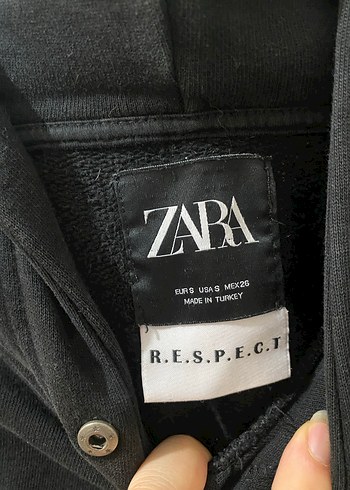 ZARA
EUR S USA S MEX 26
MADE IN TURKEY
R.E.S.P.E.C.T